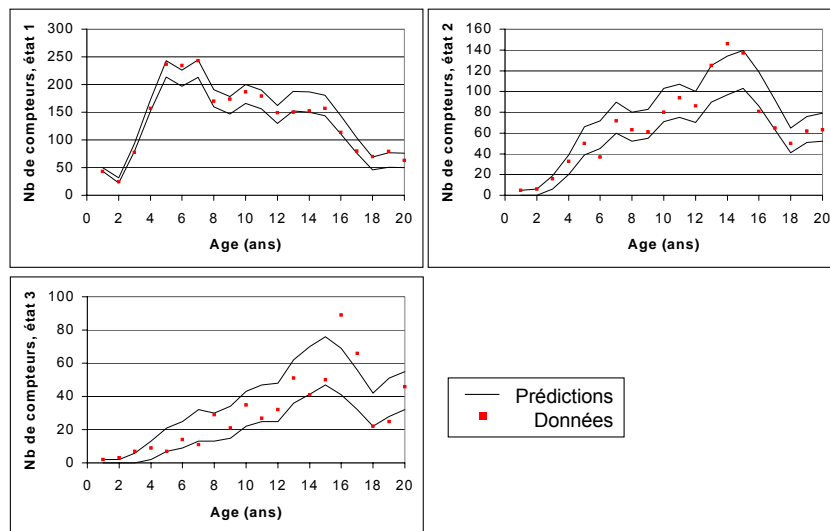 Nb de compteurs, état 1
300
250
200
150
100
50
0
0 2 4 6 8 10 12 14 16 18 20
Age (ans)
Nb de compteurs, état 2
160
140
120
100
80
60
40
20
0
0 2 4 6 8 10 12 14 16 18 20
Age (ans)
Nb de compteurs, état 3
100
80
60
40
20
0
0 2 4 6 8 10 12 14 16 18 20
Age (ans)
Prédictions
Données